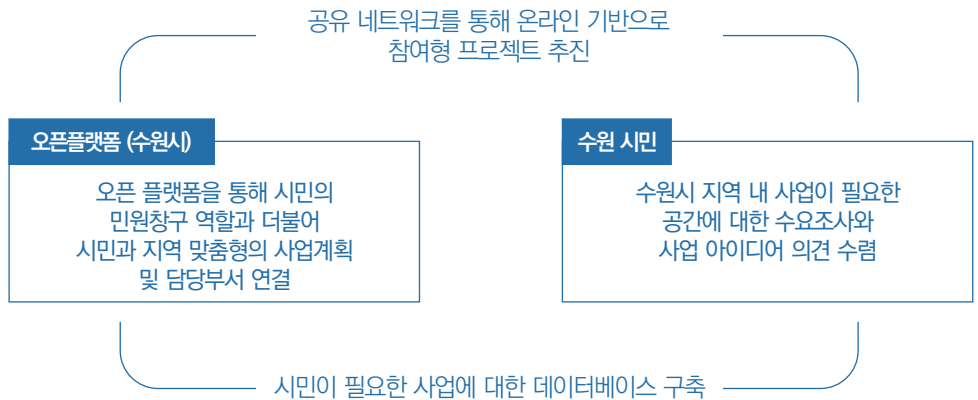 공유 네트워크를 통해 온라인 기반으로
참여형 프로젝트 추진
오픈플랫폼 (수원시)
오픈 플랫폼을 통해 시민의
민원창구 역할과 더불어
시민과 지역 맞춤형의 사업계획
및 담당부서 연결
수원 시민
수원시 지역 내 사업이 필요한
공간에 대한 수요조사와
사업 아이디어 의견 수렴
시민이 필요한 사업에 대한 데이터베이스 구축